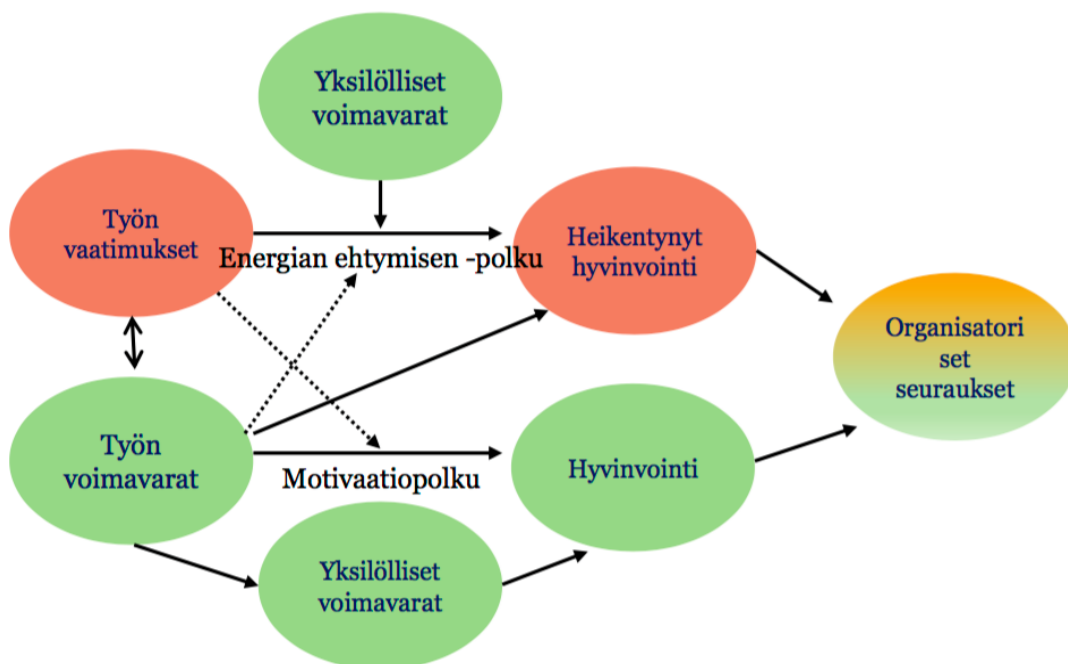 Yksilölliset
voimavarat
Työn
vaatimukset
Energian ehtymisen -polku
Heikentynyt
hyvinvointi
Organisatori
set
seuraukset
Työn
voimavarat
Motivaatiopolku
Hyvinvointi
Yksilölliset
voimavarat